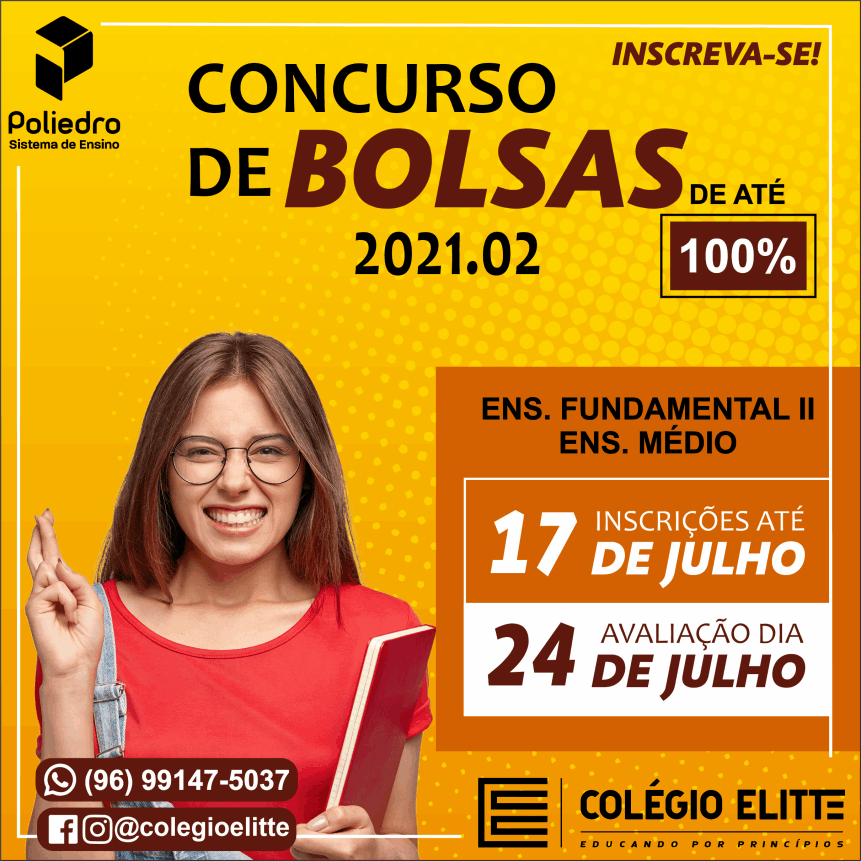 Poliedro
Sistema de Ensino
INSCREVA-SE!
CONCURSO
DE BOLSAS DE ATÉ
2021.02
100%
ENS. FUNDAMENTAL II
ENS. MÉDIO
17 INSCRIÇÕES ATÉ
DE JULHO
24 AVALIAÇÃO DIA
DE JULHO
(96) 99147-5037
@colegioelitte
COLÉGIO ELITTE
EDUCANDO POR PRINCÍPIOS